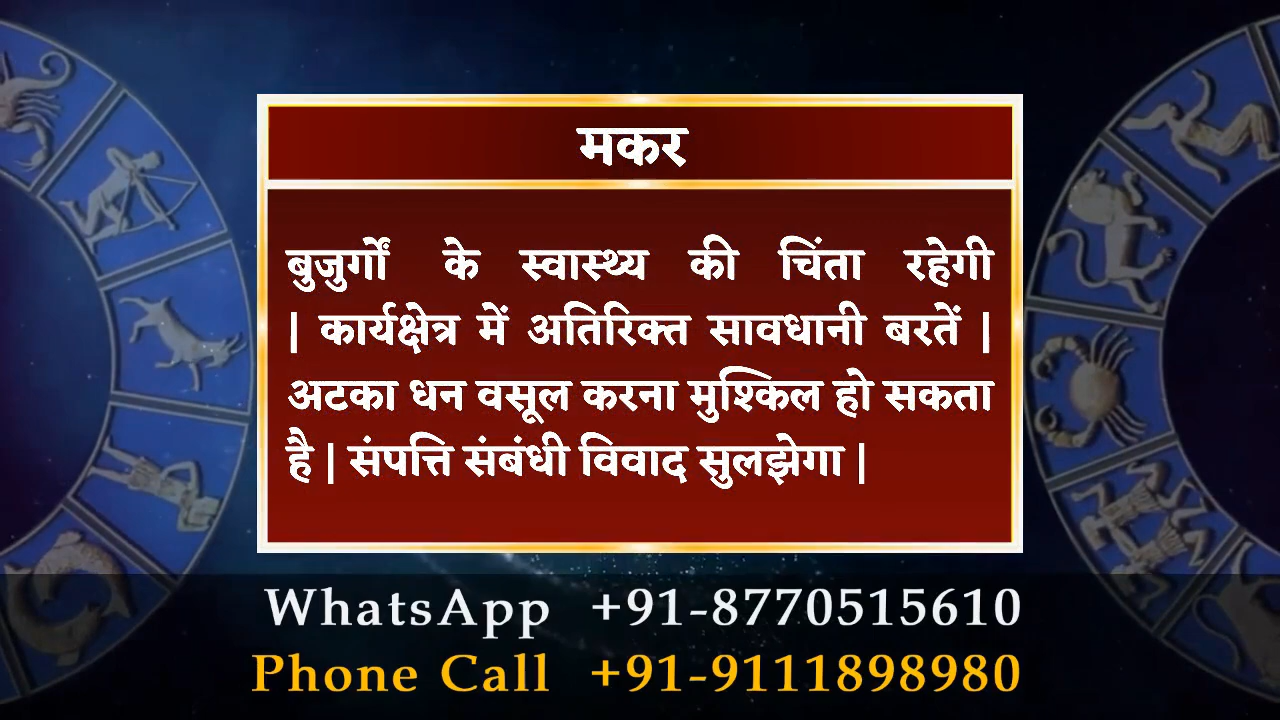 मकर
बुजुर्गों के स्वास्थ्य की चिंता रहेगी
| कार्यक्षेत्र में अतिरिक्त सावधानी बरतें |
अटका धन वसूल करना मुश्किल हो सकता
है | संपत्ति संबंधी विवाद सुलझेगा |
WhatsApp +91-8770515610
Phone Call +91-9111898980